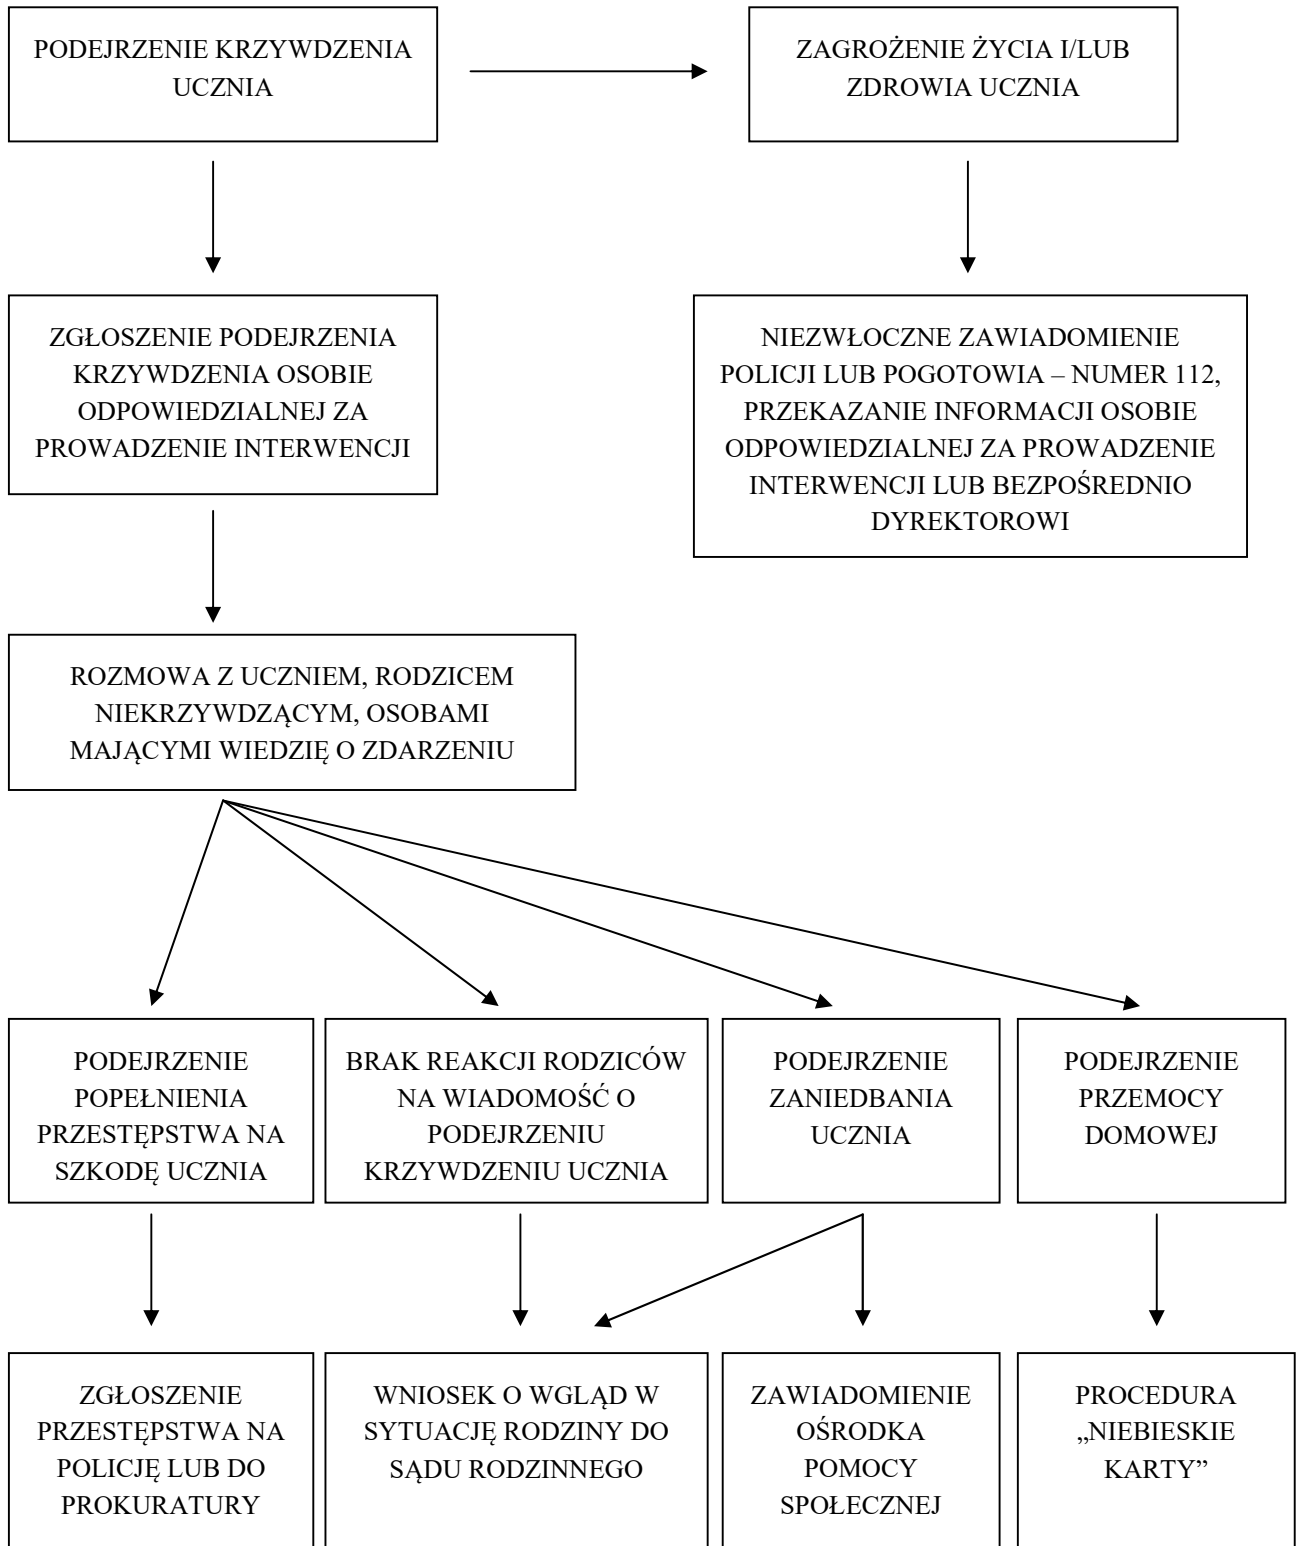 PODEJRZENIE KRZYWDZENIA
UCZNIA
ZAGROŻENIE ŻYCIA I/LUB
ZDROWIA UCZNIA
ZGŁOSZENIE PODEJRZENIA
KRZYWDZENIA OSOBIE
ODPOWIEDZIALNEJ ZA
PROWADZENIE INTERWENCJI
NIEZWŁOCZNE ZAWIADOMIENIE
POLICJI LUB POGOTOWIA – NUMER 112,
PRZEKAZANIE INFORMACJI OSOBIE
ODPOWIEDZIALNEJ ZA PROWADZENIE
INTERWENCJI LUB BEZPOŚREDNIO
DYREKTOROWI
ROZMOWA Z UCZNIEM, RODZICEM
NIEKRZYWDZĄCYM, OSOBAMI
MAJĄCYMI WIEDZIĘ O ZDARZENIU
PODEJRZENIE
POPEŁNIENIA
PRZESTĘPSTWA NA
SZKODĘ UCZNIA
BRAK REAKCJI RODZICÓW
NA WIADOMOŚĆ O
PODEJRZENIU
KRZYWDZENIU UCZNIA
PODEJRZENIE
ZANIEDBANIA
UCZNIA
PODEJRZENIE
PRZEMOCY
DOMOWEJ
ZGŁOSZENIE
PRZESTĘPSTWA NA
POLICJĘ LUB DO
PROKURATURY
WNIOSEK O WGLĄD W
SYTUACJĘ RODZINY DO
SĄDU RODZINNEGO
ZAWIADOMIENIE
OŚRODKA
POMOCY
SPOŁECZNEJ
PROCEDURA
„NIEBIESKIE
KARTY”